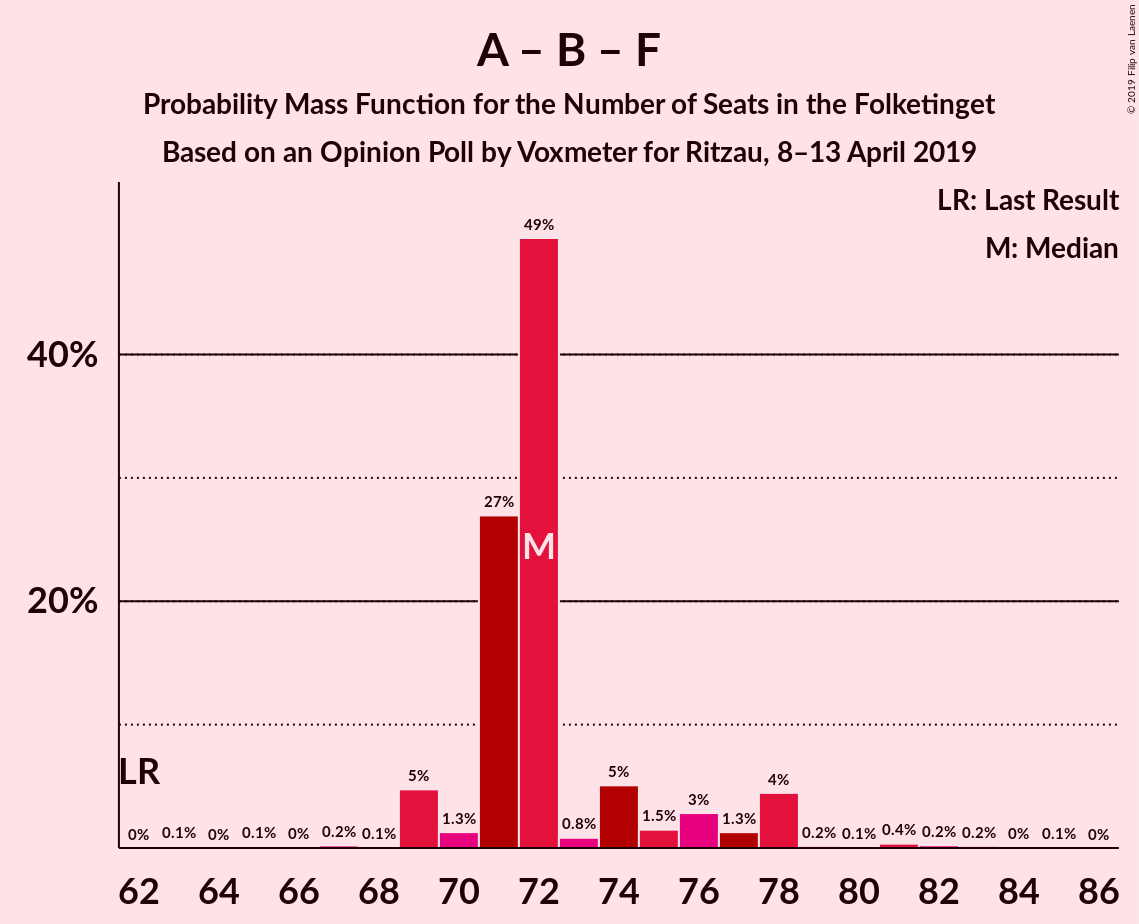 A – B – F
Probability Mass Function for the Number of Seats in the Folketinget
Based on an Opinion Poll by Voxmeter for Ritzau, 8–13 April 2019
© 2019 Filip van Laenen
LR: Last Result
M: Median
40%
20%
LR
M
0% 0.1% 0% 0.1% 0% 0.2% 0.1% 5% 1.3% 27% 49% 0.8% 5% 1.5% 3% 1.3% 4% 0.2% 0.1% 0.4% 0.2% 0.2% 0% 0.1% 0%
62 64 66 68 70 72 74 76 78 80 82 84 86